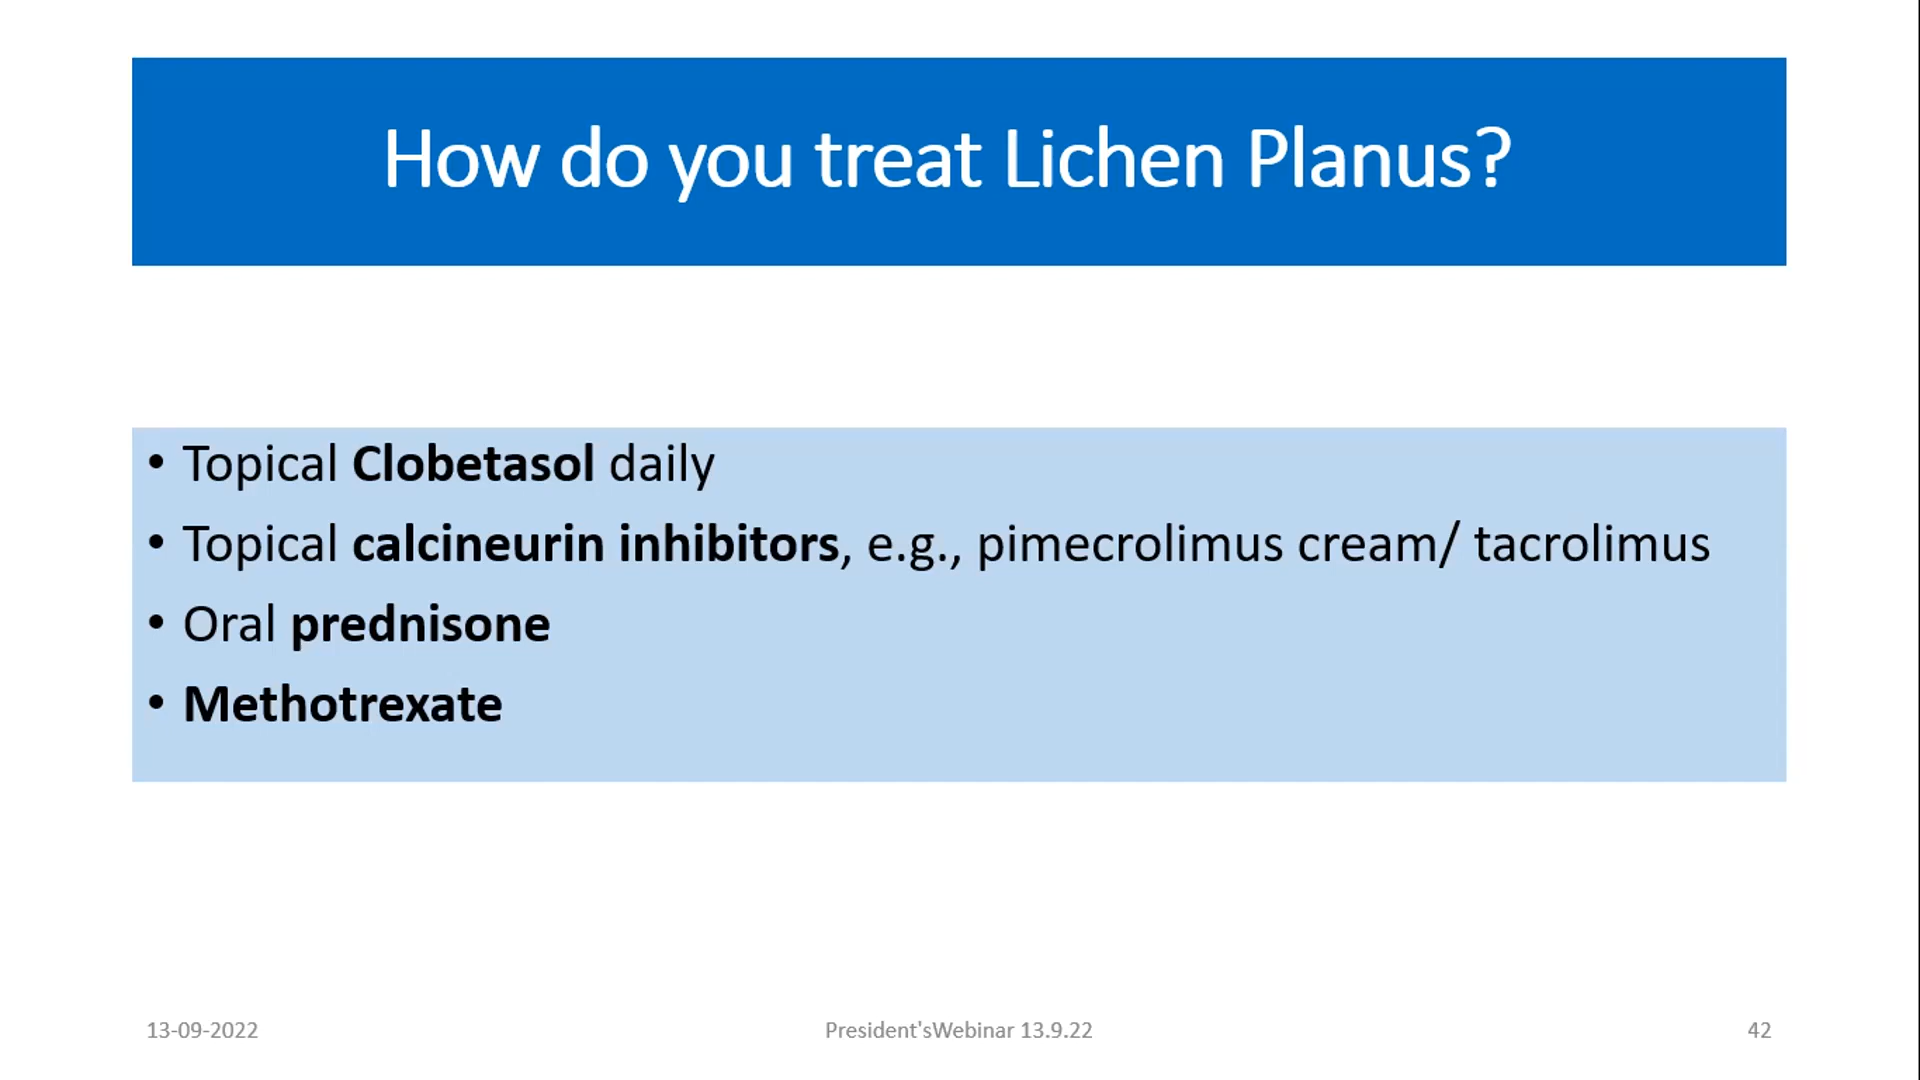 How do you treat Lichen Planus?
• Topical Clobetasol daily
• Topical calcineurin inhibitors, e.g., pimecrolimus cream/ tacrolimus
• Oral prednisone
• Methotrexate
13-09-2022
President'sWebinar 13.9.22
42